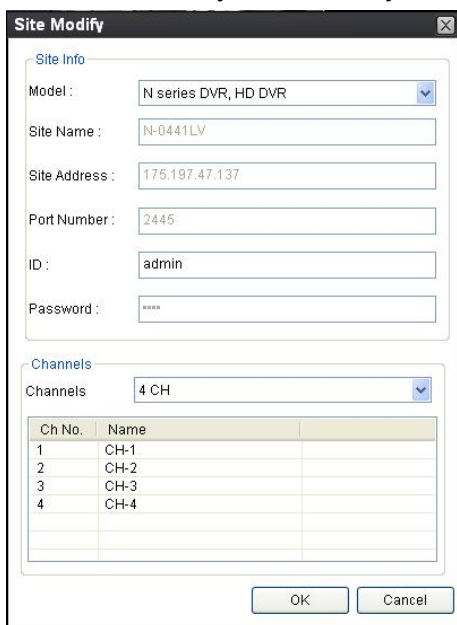 Site Modify
Site Info
Model : N series DVR, HD DVR
Site Name : N-0441LV
Site Address : 175.197.47.137
Port Number : 2445
ID : admin
Password : ****
Channels
Channels 4 CH
Ch No. Name
1 CH-1
2 CH-2
3 CH-3
4 CH-4
OK Cancel